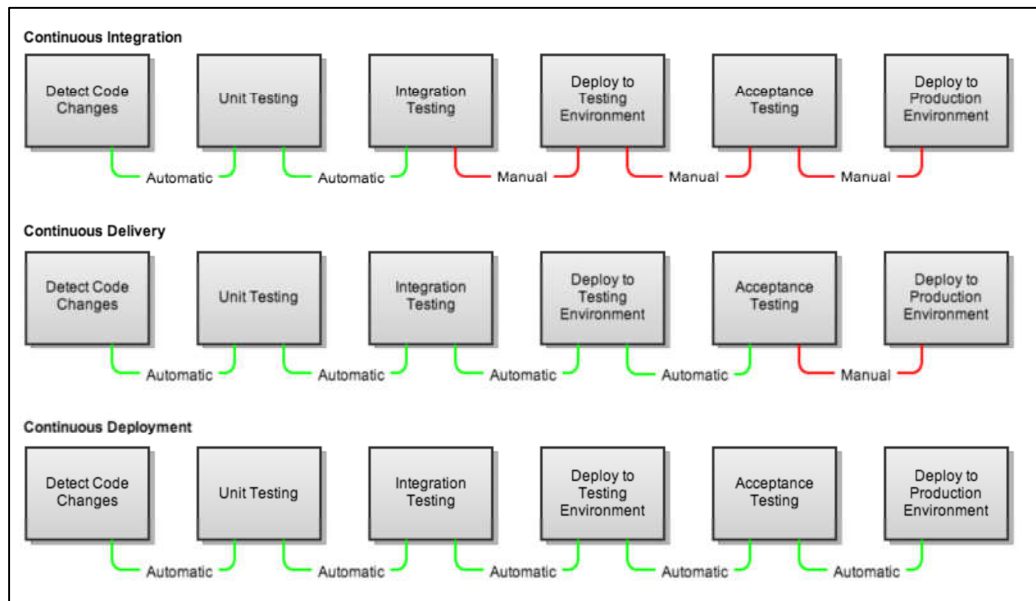 Continuous Integration
Detect Code
Changes
Unit Testing
Integration
Testing
Deploy to
Testing
Environment
Acceptance
Testing
Deploy to
Production
Environment
Automatic
Automatic
Manual
Manual
Manual
Continuous Delivery
Detect Code
Changes
Unit Testing
Integration
Testing
Deploy to
Testing
Environment
Acceptance
Testing
Deploy to
Production
Environment
Automatic
Automatic
Automatic
Automatic
Manual
Continuous Deployment
Detect Code
Changes
Unit Testing
Integration
Testing
Deploy to
Testing
Environment
Acceptance
Testing
Deploy to
Production
Environment
Automatic
Automatic
Automatic
Automatic
Automatic